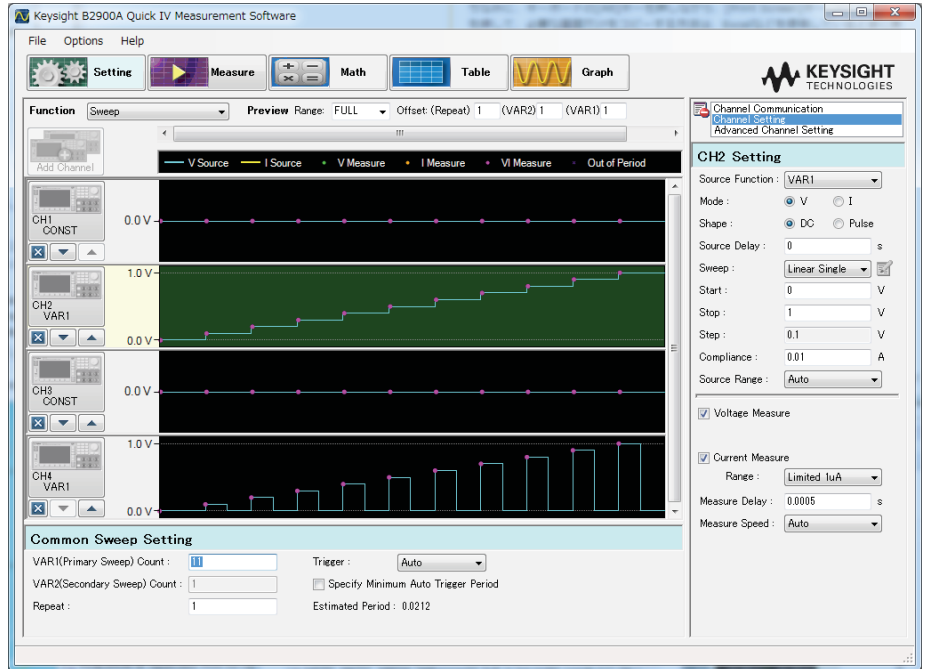 Keysight B2900A Quick IV Measurement Software
File Options Help
Setting Measure Math Table Graph
KEYSIGHT
TECHNOLOGIES
Function Sweep Preview Range: FULL Offset: (Repeat) 1 (VAR2) 1 (VAR1) 1
Add Channel
V Source I Source V Measure I Measure VI Measure Out of Period
CH1
CONST
0.0 V
CH2
VAR1
1.0 V
0.0 V
CH3
CONST
0.0 V
CH4
VAR1
1.0 V
0.0 V
Common Sweep Setting
VAR1(Primary Sweep) Count : 11
VAR2(Secondary Sweep) Count : 1
Repeat : 1
Trigger : Auto
Specify Minimum Auto Trigger Period
Estimated Period : 0.0212
Channel Communication
Channel Setting
Advanced Channel Setting
CH2 Setting
Source Function : VAR1
Mode : V I
Shape : DC Pulse
Source Delay : 0 s
Sweep : Linear Single
Start : 0 V
Stop : 1 V
Step : 0.1 V
Compliance : 0.01 A
Source Range : Auto
Voltage Measure
Current Measure
Range : Limited 1uA
Measure Delay : 0.0005 s
Measure Speed : Auto